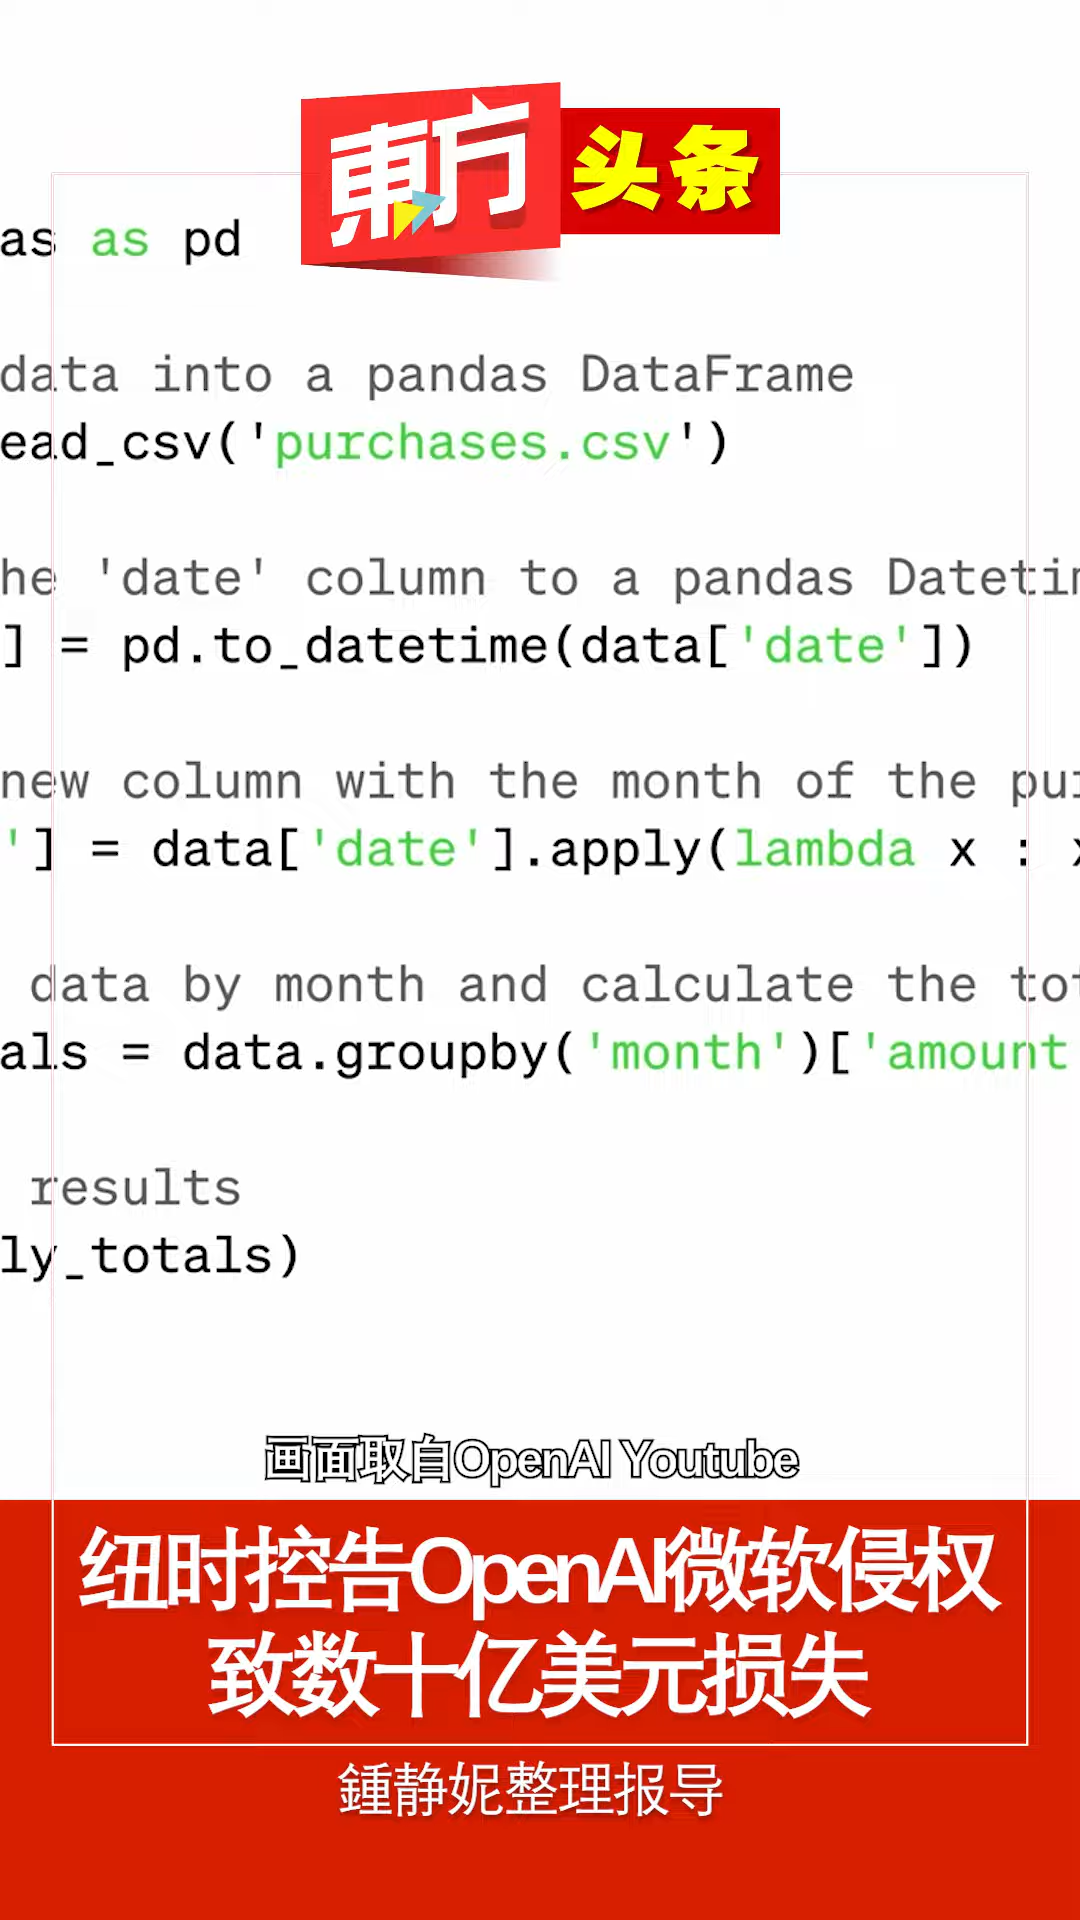 東方头条
as as pd
data into a pandas DataFrame
ead_csv('purchases.csv')
he 'date' column to a pandas Datetim
] = pd.to_datetime(data['date'])
new column with the month of the pur
'] = data['date'].apply(lambda x : x
data by month and calculate the tot
als = data.groupby('month')['amount
results
ly_totals)
画面取自OpenAI Youtube
纽时控告OpenAI微软侵权
致数十亿美元损失
鍾静妮整理报导